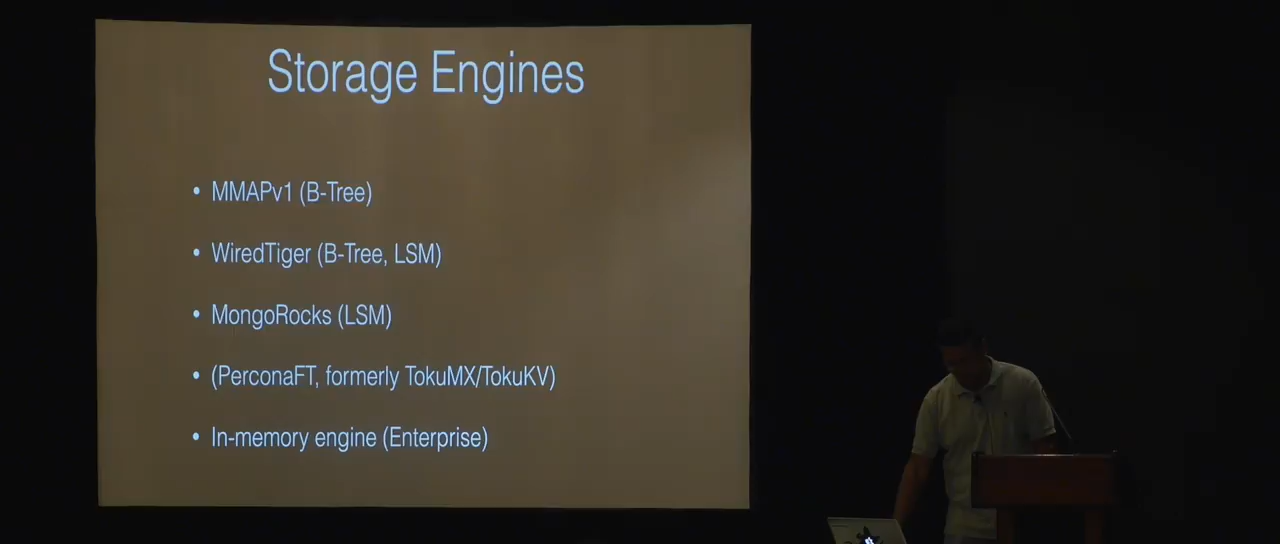 Storage Engines
• MMAPv1 (B-Tree)
• WiredTiger (B-Tree, LSM)
• MongoRocks (LSM)
• (PerconaFT, formerly TokuMX/TokuKV)
• In-memory engine (Enterprise)